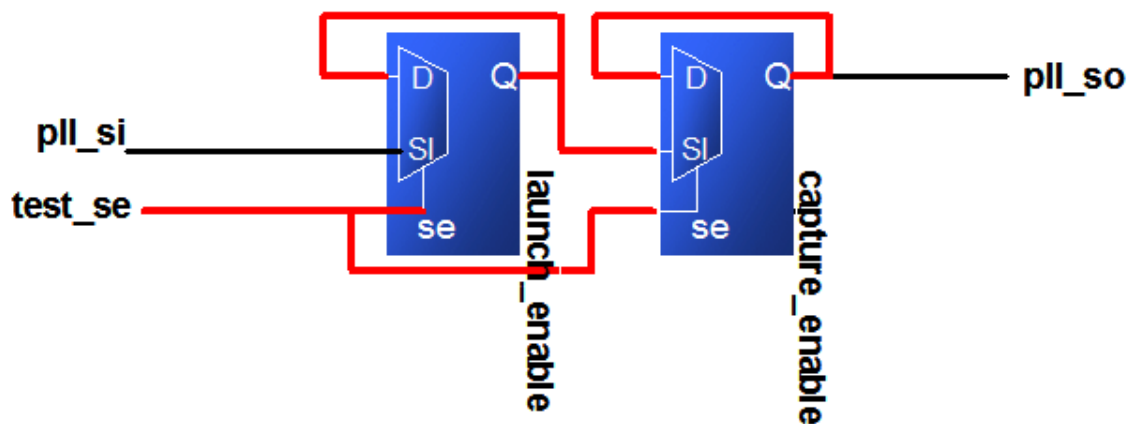 D
Q
D
Q
pll_so
pll_si
SI
SI
test_se
se
se
launch_enable
capture_enable